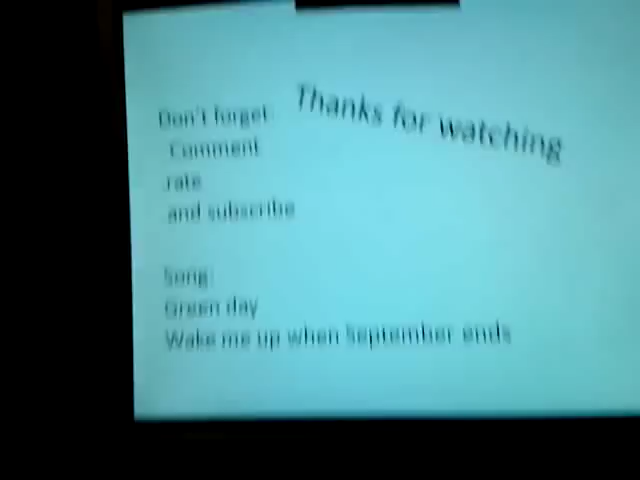 Thanks for watching
Don't forget:
Comment
rate
and subscribe
Song:
Green day
Wake me up when September ends